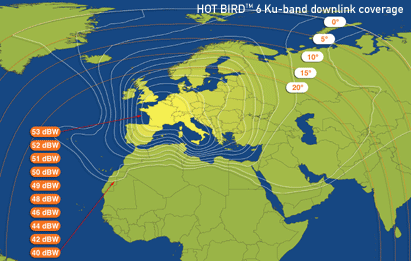 HOT BIRD™ 6 Ku-band downlink coverage
0°
5°
10°
15°
20°
53 dBW
52 dBW
51 dBW
50 dBW
49 dBW
48 dBW
46 dBW
44 dBW
42 dBW
40 dBW